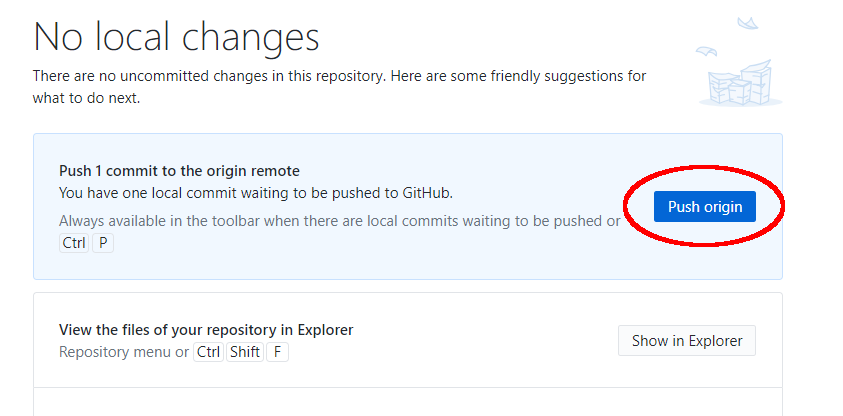 No local changes
There are no uncommitted changes in this repository. Here are some friendly suggestions for
what to do next.
Push 1 commit to the origin remote
You have one local commit waiting to be pushed to GitHub.
Always available in the toolbar when there are local commits waiting to be pushed or
Ctrl P
Push origin
View the files of your repository in Explorer
Repository menu or Ctrl Shift F
Show in Explorer